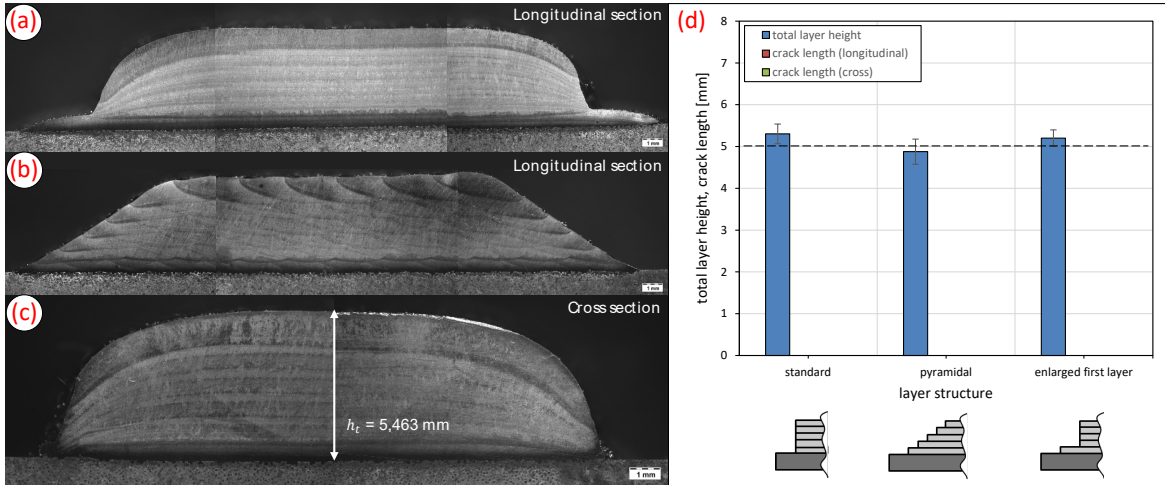 (a)
Longitudinal section
1 mm
(b)
Longitudinal section
1 mm
(c)
Cross section
hₜ = 5,463 mm
1 mm
(d)
total layer height, crack length [mm]
8
7
6
5
4
3
2
1
0
total layer height
crack length (longitudinal)
crack length (cross)
standard
pyramidal
enlarged first layer
layer structure